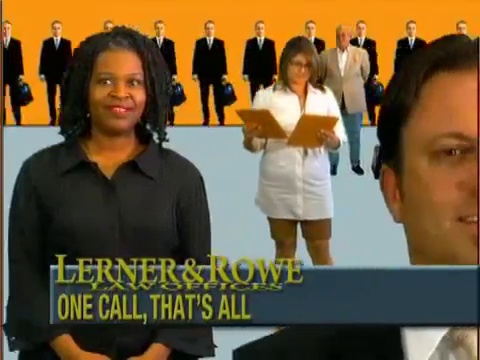 LERNER & ROWE
LAW OFFICES
ONE CALL, THAT'S ALL